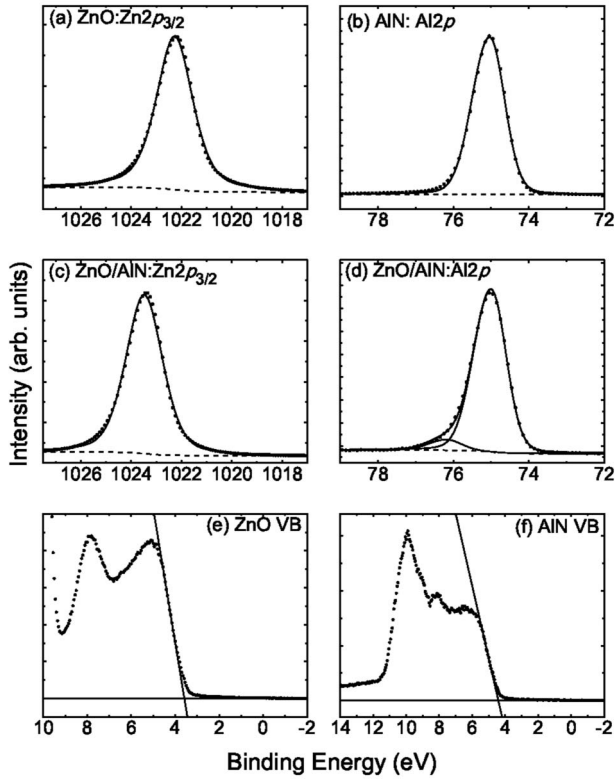 (a) ZnO:Zn2p3/2
(b) AlN: Al2p
1026 1024 1022 1020 1018
78 76 74 72
(c) ZnO/AlN:Zn2p3/2
(d) ZnO/AlN:Al2p
Intensity (arb. units)
1026 1024 1022 1020 1018
78 76 74 72
(e) ZnO VB
(f) AlN VB
10 8 6 4 2 0 -2
14 12 10 8 6 4 2 0 -2
Binding Energy (eV)